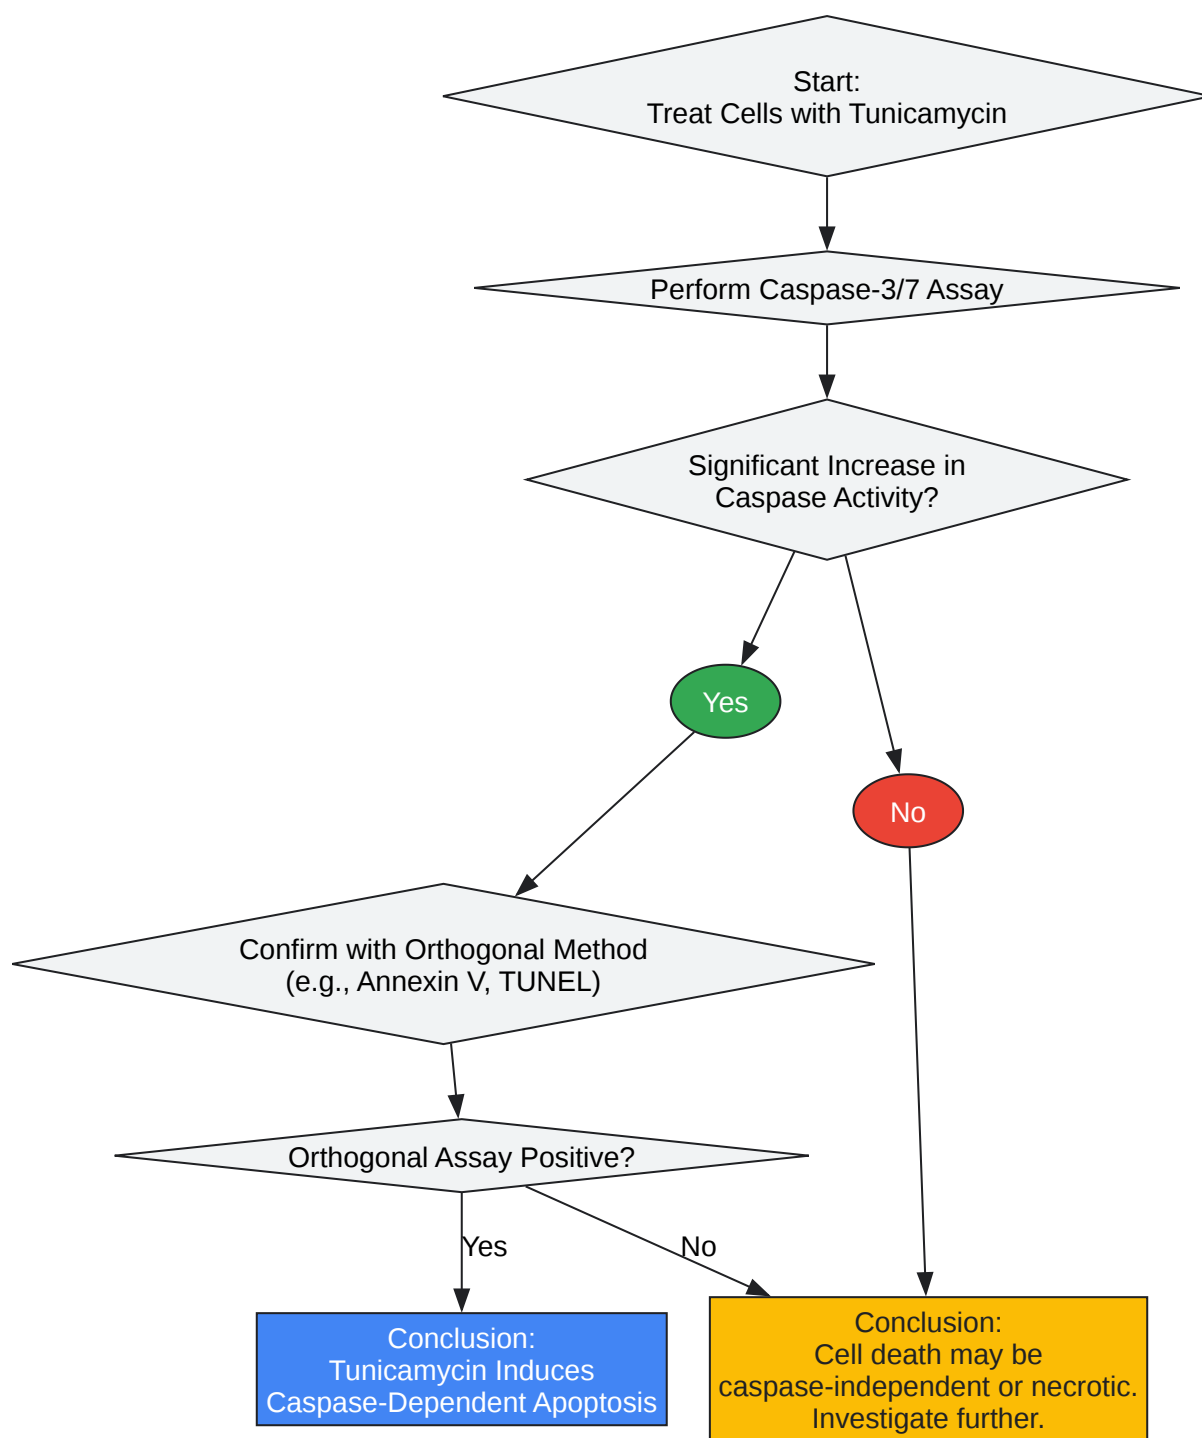 Start:
Treat Cells with Tunicamycin
Perform Caspase-3/7 Assay
Significant Increase in
Caspase Activity?
Yes
No
Confirm with Orthogonal Method
(e.g., Annexin V, TUNEL)
Orthogonal Assay Positive?
Yes
No
Conclusion:
Tunicamycin Induces
Caspase-Dependent Apoptosis
Conclusion:
Cell death may be
caspase-independent or necrotic.
Investigate further.